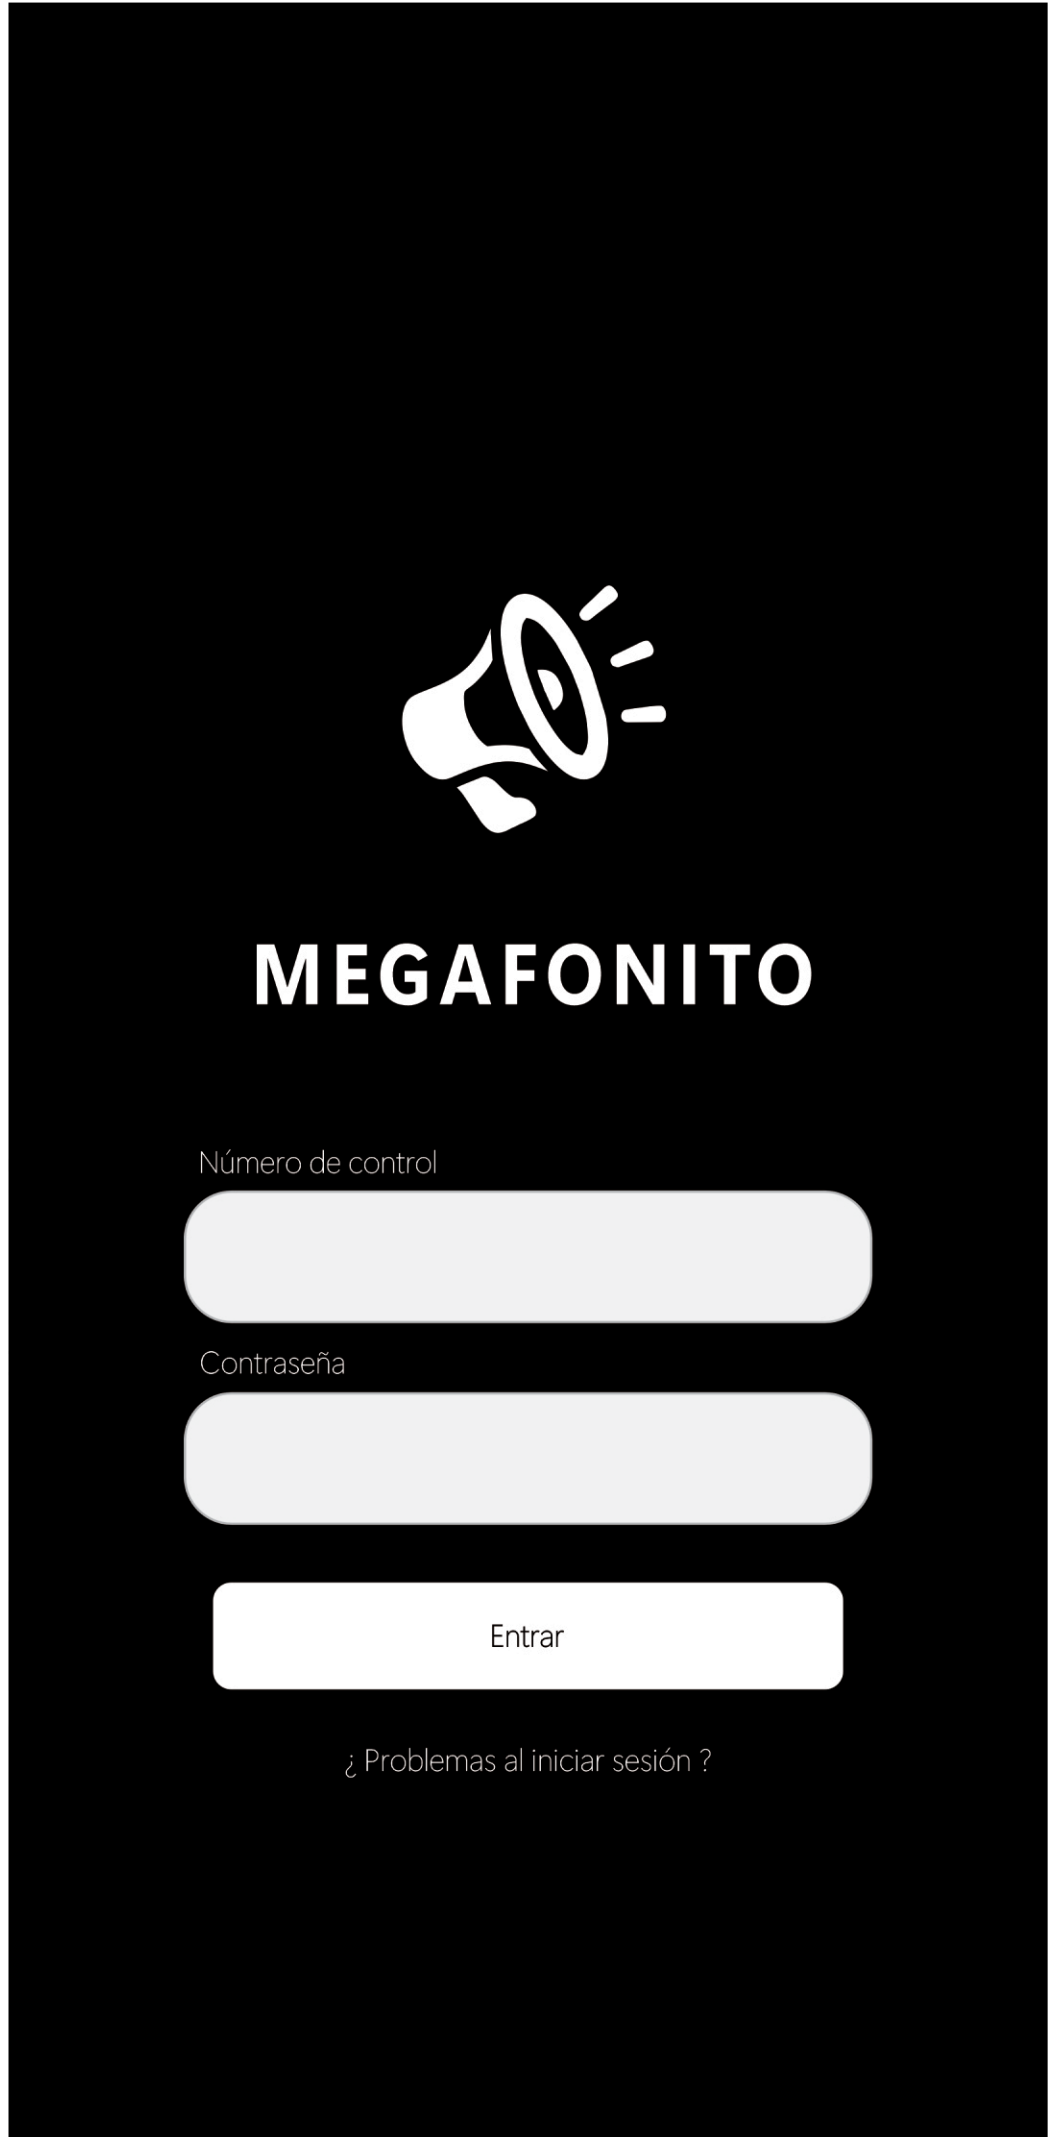 MEGAFONITO
Número de control
Contraseña
Entrar
¿ Problemas al iniciar sesión ?